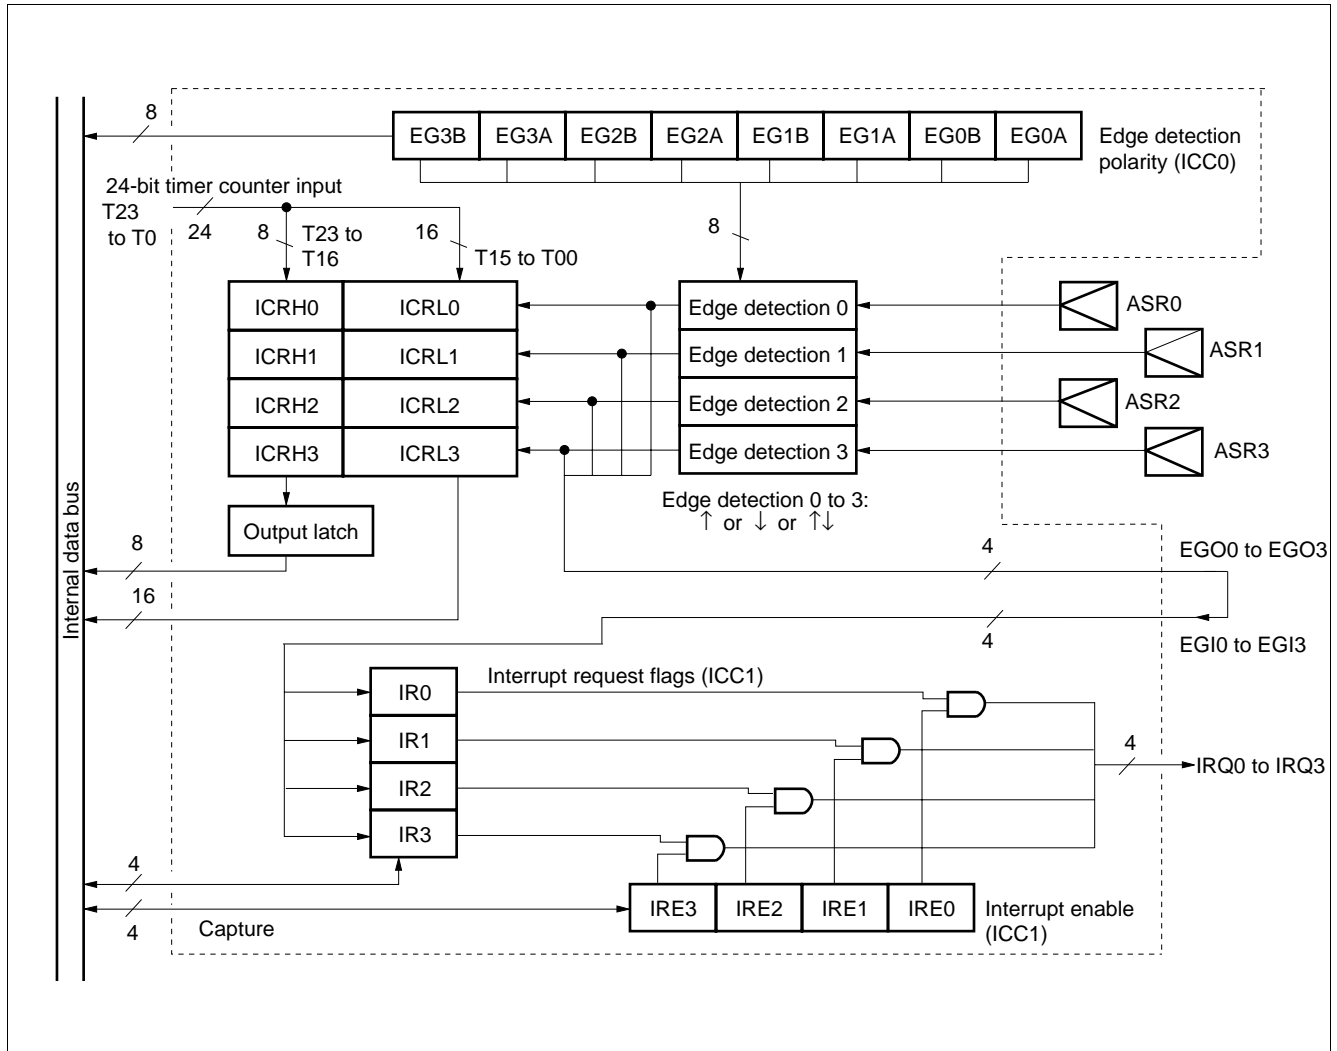 8
EG3B EG3A EG2B EG2A EG1B EG1A EG0B EG0A
Edge detection
polarity (ICC0)
24-bit timer counter input
T23
to T0
24
8
T23 to
T16
16
T15 to T00
8
ICRH0 ICRL0
ICRH1 ICRL1
ICRH2 ICRL2
ICRH3 ICRL3
Edge detection 0
Edge detection 1
Edge detection 2
Edge detection 3
ASR0
ASR1
ASR2
ASR3
Edge detection 0 to 3:
↑ or ↓ or ↑↓
Output latch
8
16
Internal data bus
4
EGO0 to EGO3
4
EGI0 to EGI3
Interrupt request flags (ICC1)
IR0
IR1
IR2
IR3
4
IRQ0 to IRQ3
4
4
Capture
IRE3 IRE2 IRE1 IRE0
Interrupt enable
(ICC1)